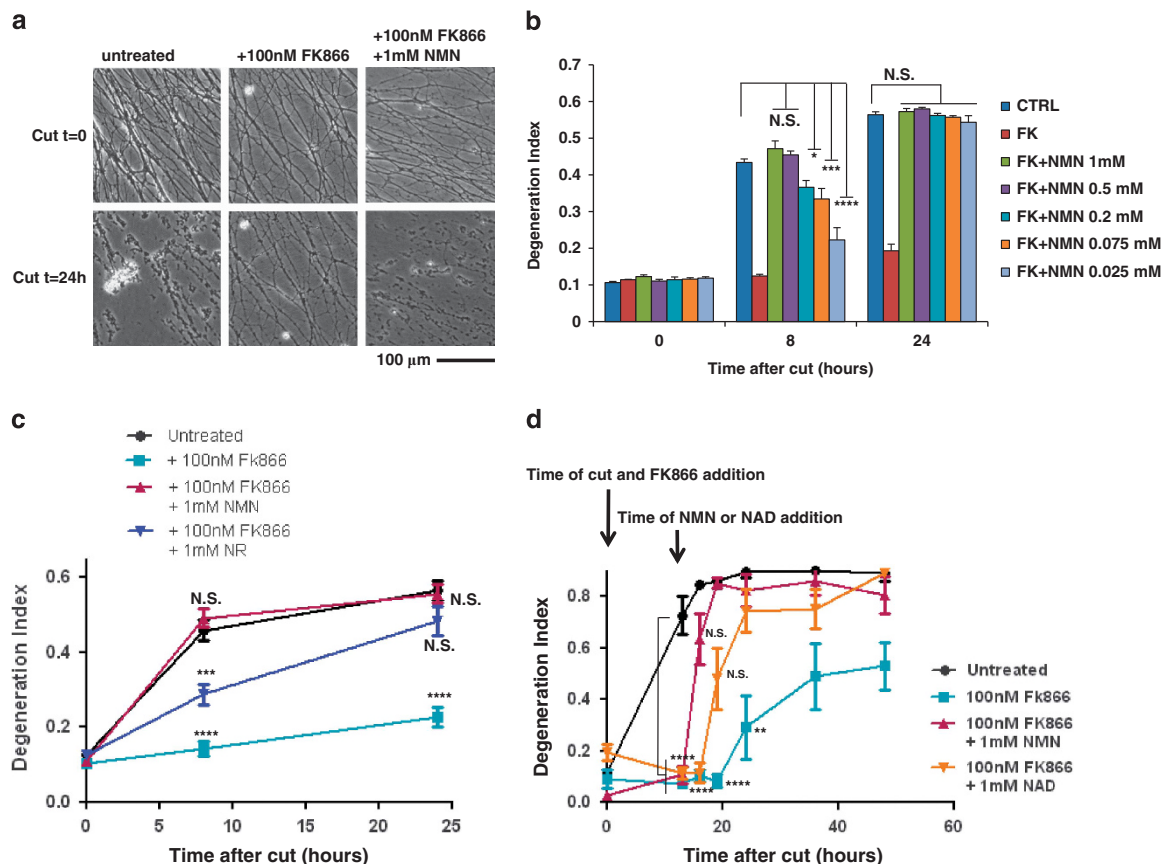 a
untreated
+100nM FK866
+100nM FK866
+1mM NMN
Cut t=0
Cut t=24h
100 μm
b
Degeneration Index
0.7
0.6
0.5
0.4
0.3
0.2
0.1
0
N.S.
*
***
****
N.S.
0
8
24
Time after cut (hours)
CTRL
FK
FK+NMN 1mM
FK+NMN 0.5 mM
FK+NMN 0.2 mM
FK+NMN 0.075 mM
FK+NMN 0.025 mM
c
Untreated
+ 100nM Fk866
+ 100nM FK866
+ 1mM NMN
+ 100nM FK866
+ 1mM NR
Degeneration Index
0.6
0.4
0.2
0.0
N.S.
***
****
N.S.
N.S.
****
0
5
10
15
20
25
Time after cut (hours)
d
Time of cut and FK866 addition
Time of NMN or NAD addition
Degeneration Index
0.8
0.6
0.4
0.2
0.0
N.S.
N.S.
****
****
****
**
0
20
40
60
Time after cut (hours)
Untreated
100nM Fk866
100nM FK866
+ 1mM NMN
100nM FK866
+ 1mM NAD